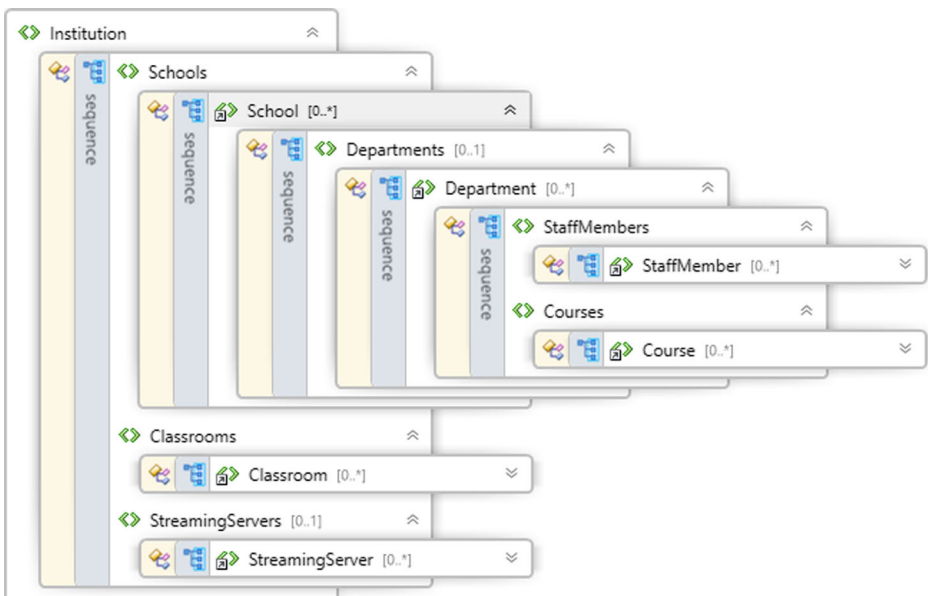 Institution
sequence
Schools
sequence
School [0..*]
sequence
Departments [0..1]
sequence
Department [0..*]
sequence
StaffMembers
StaffMember [0..*]
Courses
Course [0..*]
Classrooms
Classroom [0..*]
StreamingServers [0..1]
StreamingServer [0..*]